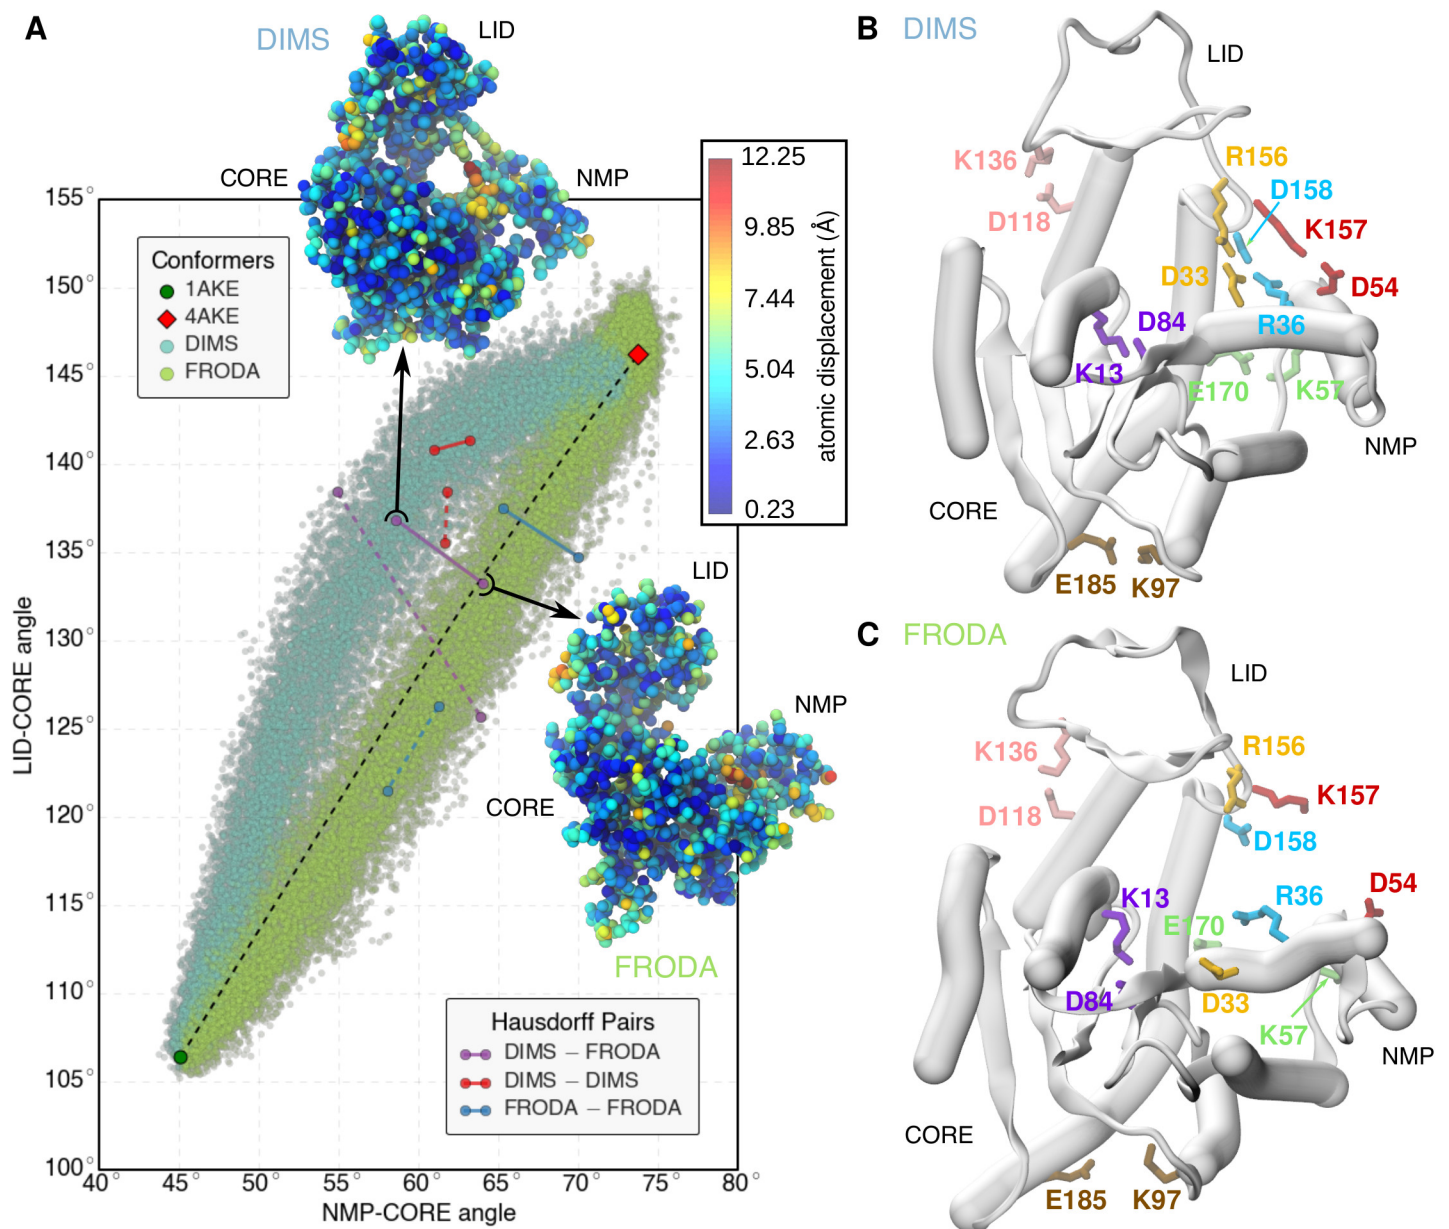 A
DIMS
LID
CORE
NMP
155°
150°
145°
140°
135°
130°
125°
120°
115°
110°
105°
100°
LID-CORE angle
40°
45°
50°
55°
60°
65°
70°
75°
80°
NMP-CORE angle
Conformers
1AKE
4AKE
DIMS
FRODA
12.25
9.85
7.44
5.04
2.63
0.23
atomic displacement (Å)
LID
NMP
CORE
FRODA
Hausdorff Pairs
DIMS – FRODA
DIMS – DIMS
FRODA – FRODA
B
DIMS
LID
K136
R156
D158
D118
K157
D33
D54
D84
R36
K13
E170
K57
NMP
CORE
E185
K97
C
FRODA
LID
K136
R156
K157
D118
D158
D54
K13
R36
E170
D84
D33
K57
NMP
CORE
E185
K97